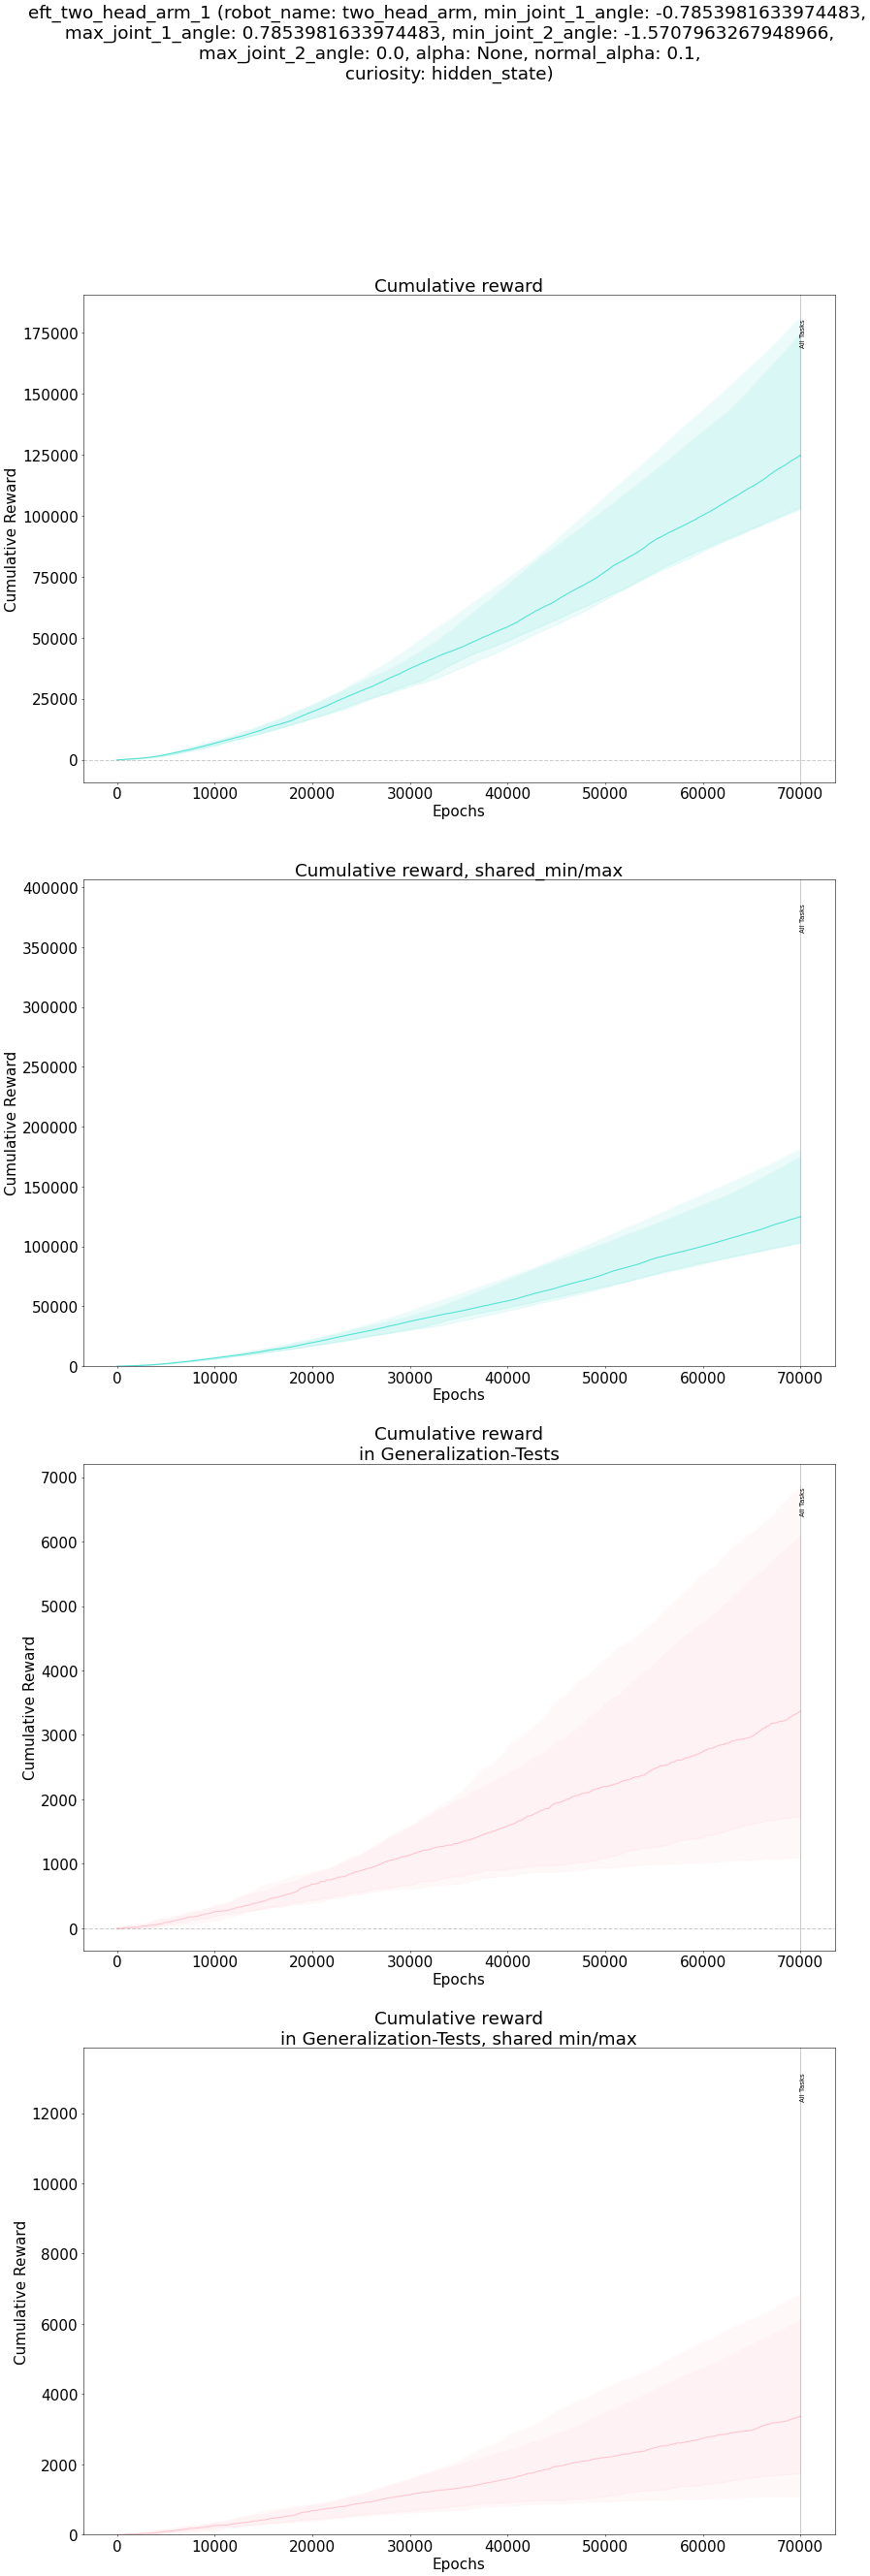 eft_two_head_arm_1 (robot_name: two_head_arm, min_joint_1_angle: -0.7853981633974483,
max_joint_1_angle: 0.7853981633974483, min_joint_2_angle: -1.5707963267948966,
max_joint_2_angle: 0.0, alpha: None, normal_alpha: 0.1,
curiosity: hidden_state)
Cumulative reward
All Tasks
175000
150000
125000
100000
75000
50000
25000
0
Cumulative Reward
0 10000 20000 30000 40000 50000 60000 70000
Epochs
Cumulative reward, shared_min/max
All Tasks
400000
350000
300000
250000
200000
150000
100000
50000
0
Cumulative Reward
0 10000 20000 30000 40000 50000 60000 70000
Epochs
Cumulative reward
in Generalization-Tests
All Tasks
7000
6000
5000
4000
3000
2000
1000
0
Cumulative Reward
0 10000 20000 30000 40000 50000 60000 70000
Epochs
Cumulative reward
in Generalization-Tests, shared min/max
All Tasks
12000
10000
8000
6000
4000
2000
0
Cumulative Reward
0 10000 20000 30000 40000 50000 60000 70000
Epochs